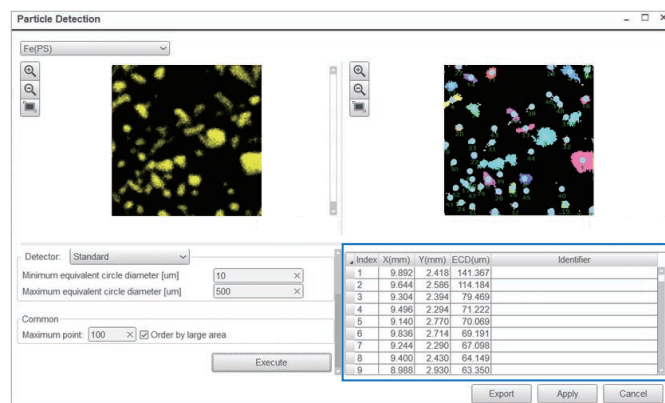 Particle Detection
Fe(PS)
Detector: Standard
Minimum equivalent circle diameter [um] 10
Maximum equivalent circle diameter [um] 500
Common
Maximum point: 100 Order by large area
Execute
Index X(mm) Y(mm) ECD(um) Identifier
1 9.892 2.418 141.367
2 9.644 2.586 114.184
3 9.304 2.394 79.469
4 9.496 2.294 71.222
5 9.140 2.770 70.069
6 9.836 2.714 69.191
7 9.244 2.290 67.098
8 9.400 2.430 64.149
9 8.988 2.930 63.350
Export Apply Cancel